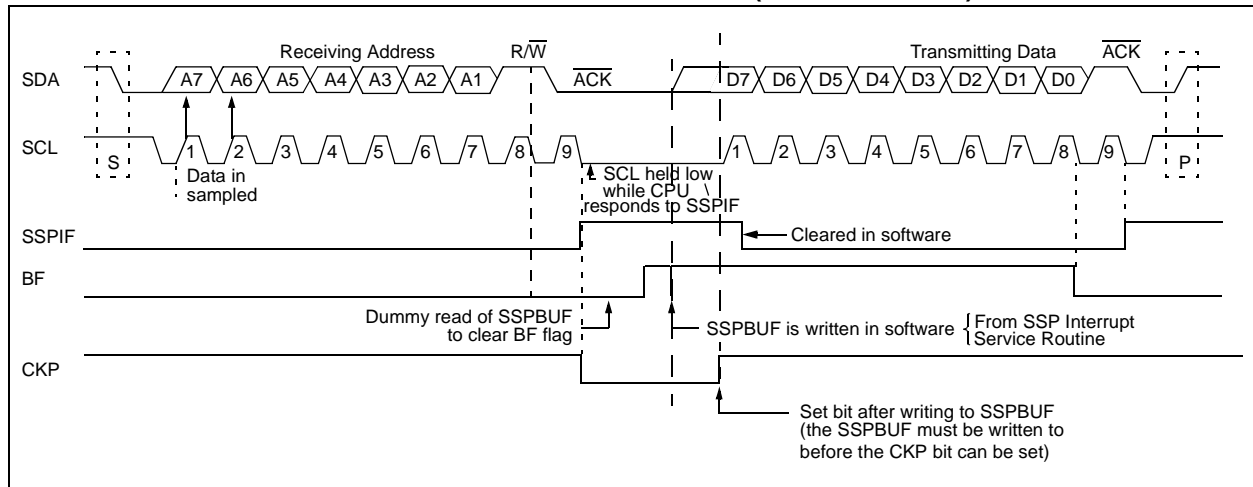 Receiving Address R/W Transmitting Data ACK
SDA A7 A6 A5 A4 A3 A2 A1 ACK D7 D6 D5 D4 D3 D2 D1 D0
SCL S 1 2 3 4 5 6 7 8 9 1 2 3 4 5 6 7 8 9 P
Data in
sampled
SCL held low
while CPU
responds to SSPIF
SSPIF
Cleared in software
BF
Dummy read of SSPBUF
to clear BF flag
SSPBUF is written in software
From SSP Interrupt
Service Routine
CKP
Set bit after writing to SSPBUF
(the SSPBUF must be written to
before the CKP bit can be set)